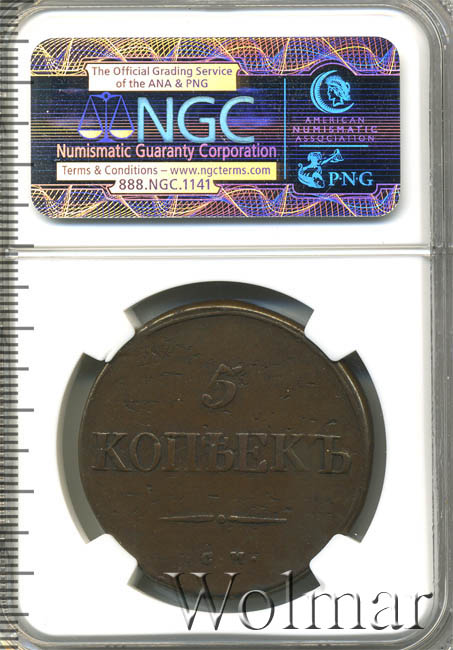 The Official Grading Service
of the ANA & PNG
NGC
Numismatic Guaranty Corporation
Terms & Conditions – www.ngcterms.com
888.NGC.1141
AMERICAN
NUMISMATIC
ASSOCIATION
PNG
5
КОПѢЕКЪ
С.М.
Wolmar